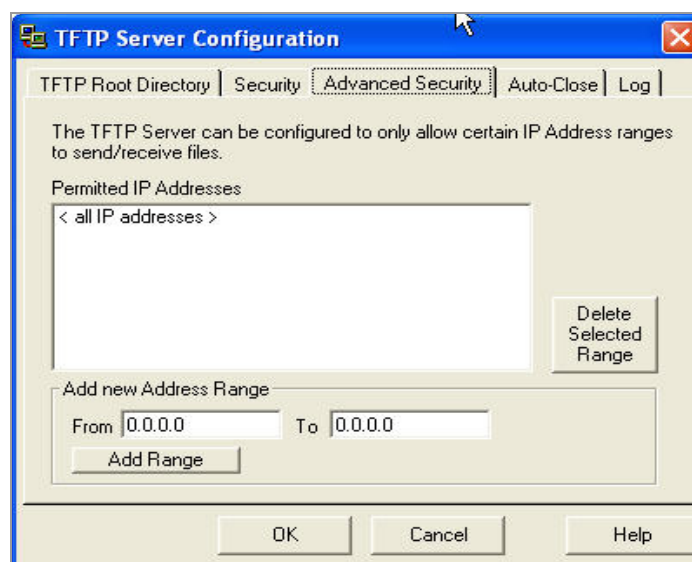 TFTP Server Configuration
TFTP Root Directory Security Advanced Security Auto-Close Log
The TFTP Server can be configured to only allow certain IP Address ranges
to send/receive files.
Permitted IP Addresses
< all IP addresses >
Delete
Selected
Range
Add new Address Range
From 0.0.0.0 To 0.0.0.0
Add Range
OK Cancel Help